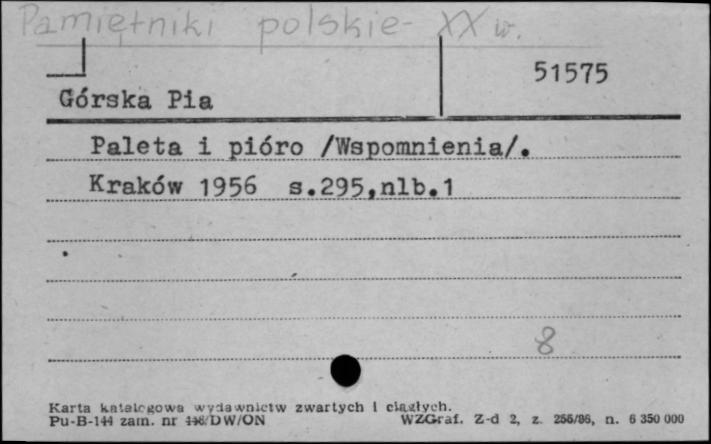 Pamiętniki polskie - XX w.
51575
Górska Pia
Paleta i pióro /Wspomnienia/.
Kraków 1956 s.295,nlb.1
8
Karta katalogowa wydawnictw zwartych i ciągłych.
Pu-B-144 zam. nr /DW/ON WZGraf. Z-d 2, z. 256/86, n. 6 350 000